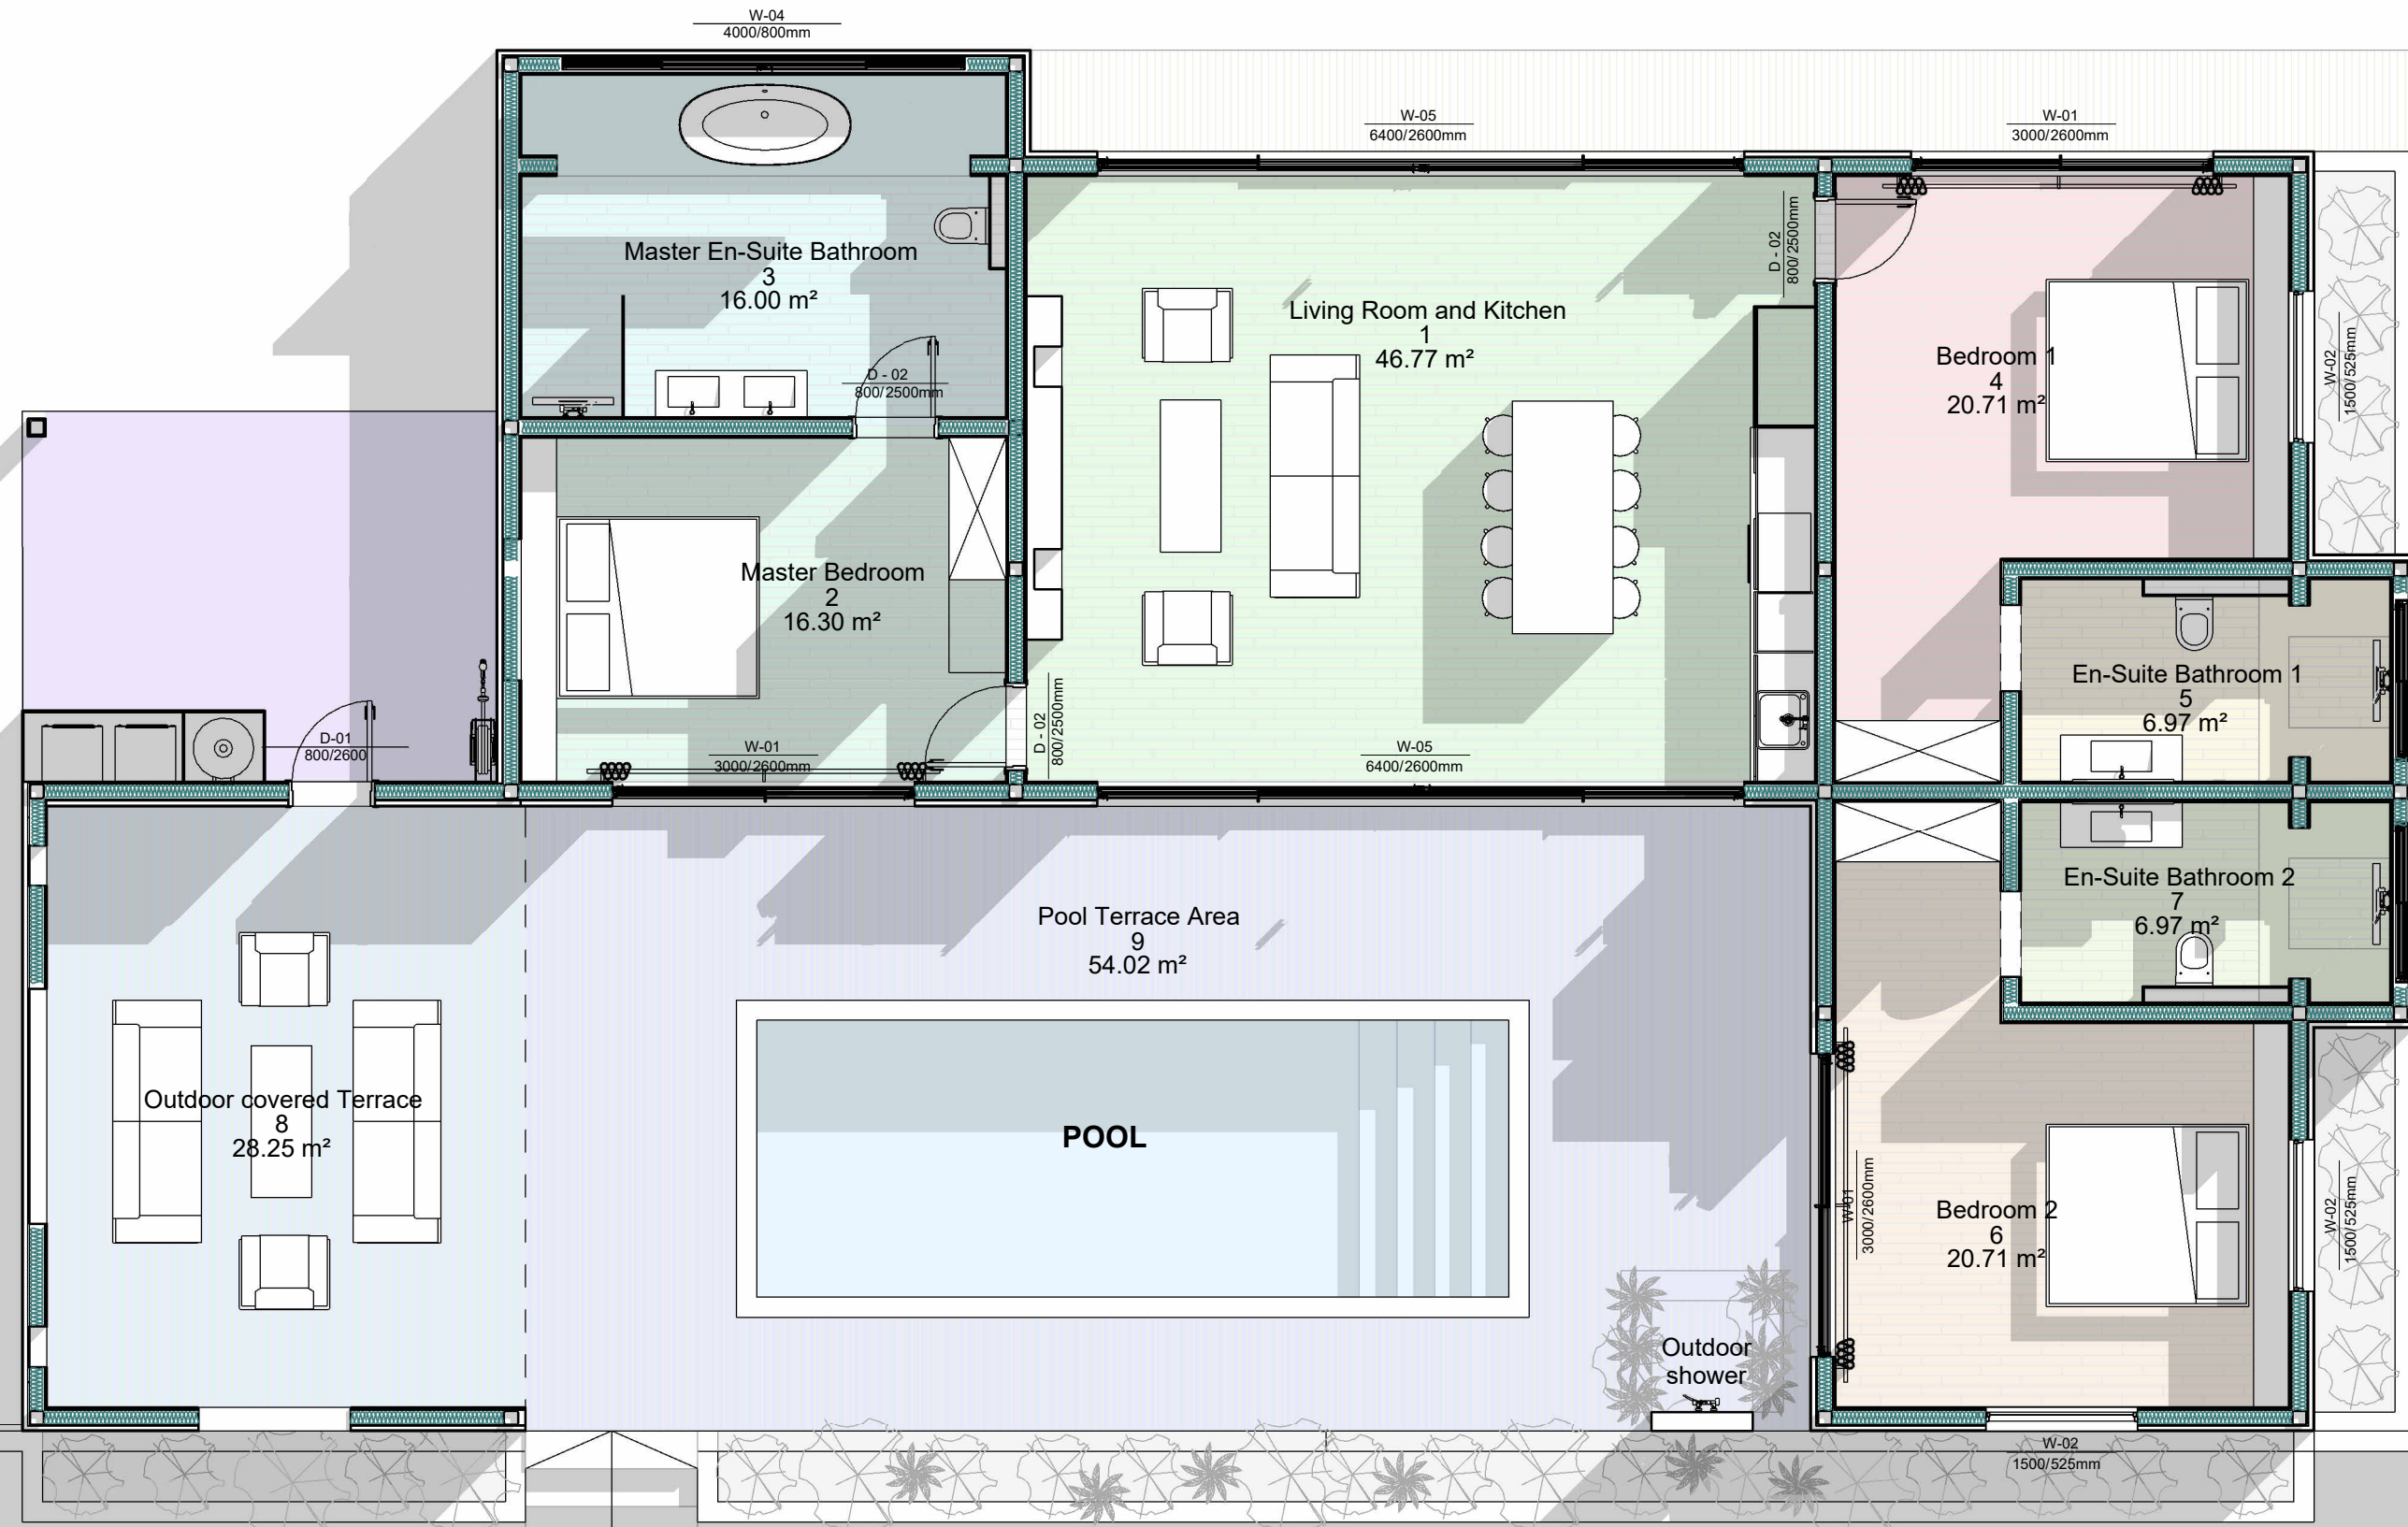 W-04
4000/800mm
W-05
6400/2600mm
W-01
3000/2600mm
D - 02
800/2500mm
Master En-Suite Bathroom
3
16.00 m²
Living Room and Kitchen
1
46.77 m²
Bedroom 1
4
20.71 m²
W-02
1500/525mm
D - 02
800/2500mm
Master Bedroom
2
16.30 m²
En-Suite Bathroom 1
5
6.97 m²
D-01
800/2600
W-01
3000/2600mm
D - 02
800/2500mm
W-05
6400/2600mm
En-Suite Bathroom 2
7
6.97 m²
Pool Terrace Area
9
54.02 m²
Outdoor covered Terrace
8
28.25 m²
POOL
W-01
3000/2600mm
Bedroom 2
6
20.71 m²
W-02
1500/525mm
Outdoor
shower
W-02
1500/525mm